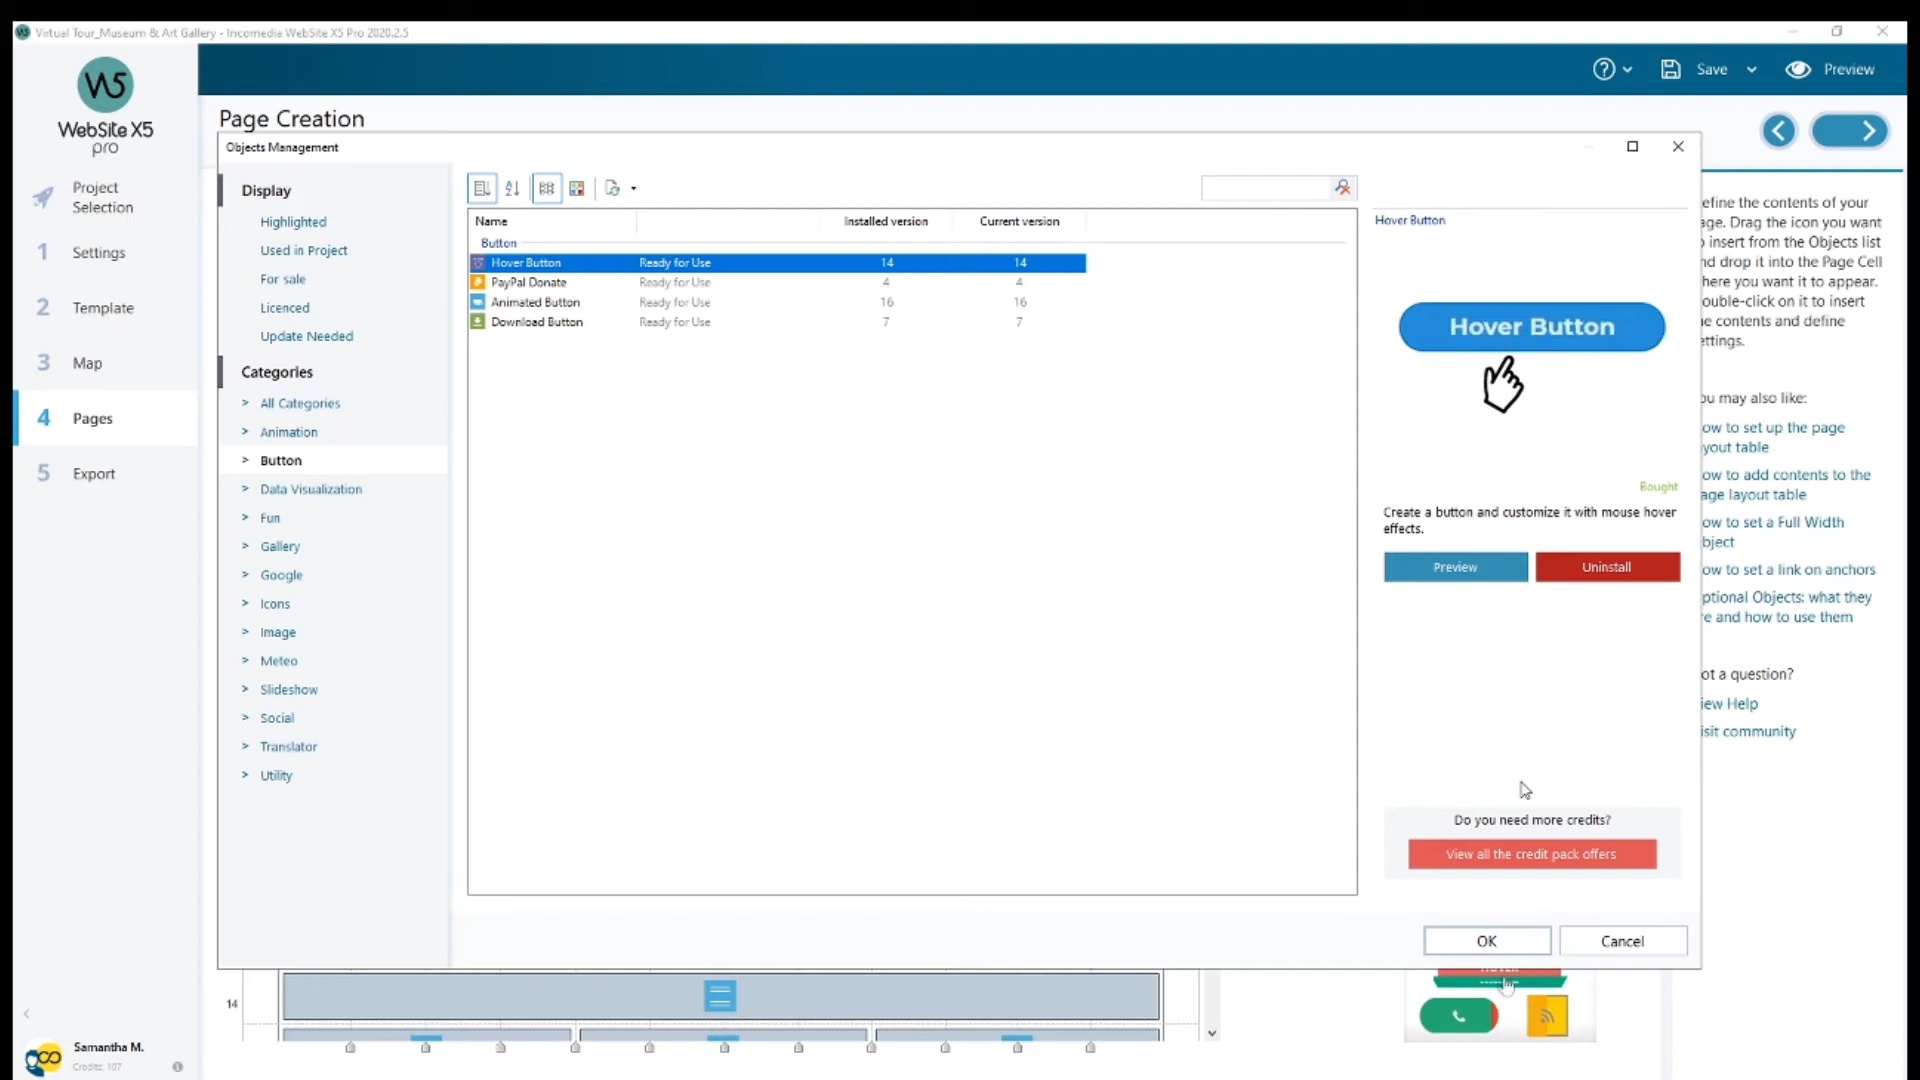 Virtual Tour_Museum & Art Gallery - Incomedia WebSite X5 Pro 2020.2.5
Save
Preview
WebSite X5
pro
Project
Selection
1 Settings
2 Template
3 Map
4 Pages
5 Export
Samantha M.
Credits: 107
Page Creation
Objects Management
Display
Highlighted
Used in Project
For sale
Licenced
Update Needed
Categories
> All Categories
> Animation
> Button
> Data Visualization
> Fun
> Gallery
> Google
> Icons
> Image
> Meteo
> Slideshow
> Social
> Translator
> Utility
Name Installed version Current version
Button
Hover Button Ready for Use 14 14
PayPal Donate Ready for Use 4 4
Animated Button Ready for Use 16 16
Download Button Ready for Use 7 7
Hover Button
Hover Button
Bought
Create a button and customize it with mouse hover
effects.
Preview Uninstall
Do you need more credits?
View all the credit pack offers
OK Cancel
14
efine the contents of your
age. Drag the icon you want
insert from the Objects list
nd drop it into the Page Cell
here you want it to appear.
ouble-click on it to insert
e contents and define
ettings.
ou may also like:
ow to set up the page
yout table
ow to add contents to the
age layout table
ow to set a Full Width
bject
ow to set a link on anchors
ptional Objects: what they
re and how to use them
ot a question?
iew Help
isit community